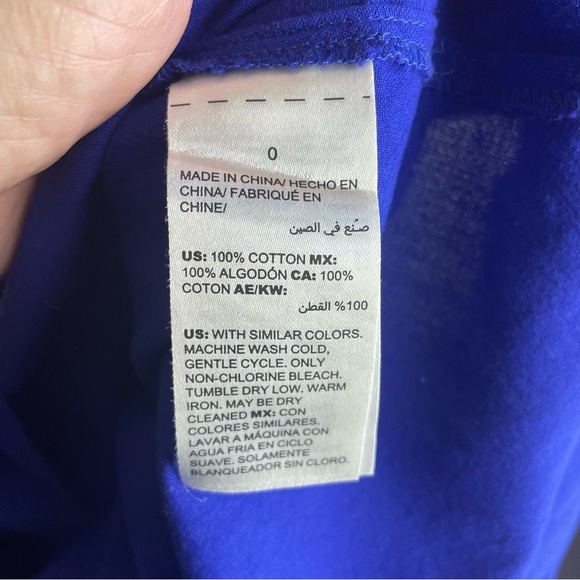 0
MADE IN CHINA/ HECHO EN
CHINA/ FABRIQUÉ EN
CHINE/
صُنع في الصين
US: 100% COTTON MX:
100% ALGODÓN CA: 100%
COTON AE/KW:
100% القطن
US: WITH SIMILAR COLORS.
MACHINE WASH COLD,
GENTLE CYCLE. ONLY
NON-CHLORINE BLEACH.
TUMBLE DRY LOW. WARM
IRON. MAY BE DRY
CLEANED MX: CON
COLORES SIMILARES.
LAVAR A MÁQUINA CON
AGUA FRIA EN CICLO
SUAVE. SOLAMENTE
BLANQUEADOR SIN CLORO.